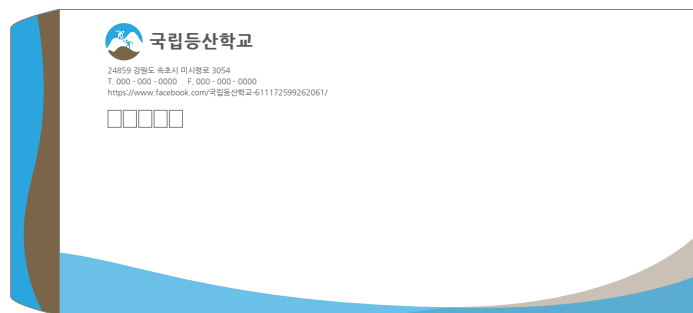 국립등산학교
24859 강원도 속초시 미시령로 3054
T. 000 - 000 - 0000 F. 000 - 000 - 0000
https://www.facebook.com/국립등산학교-611172599262061/